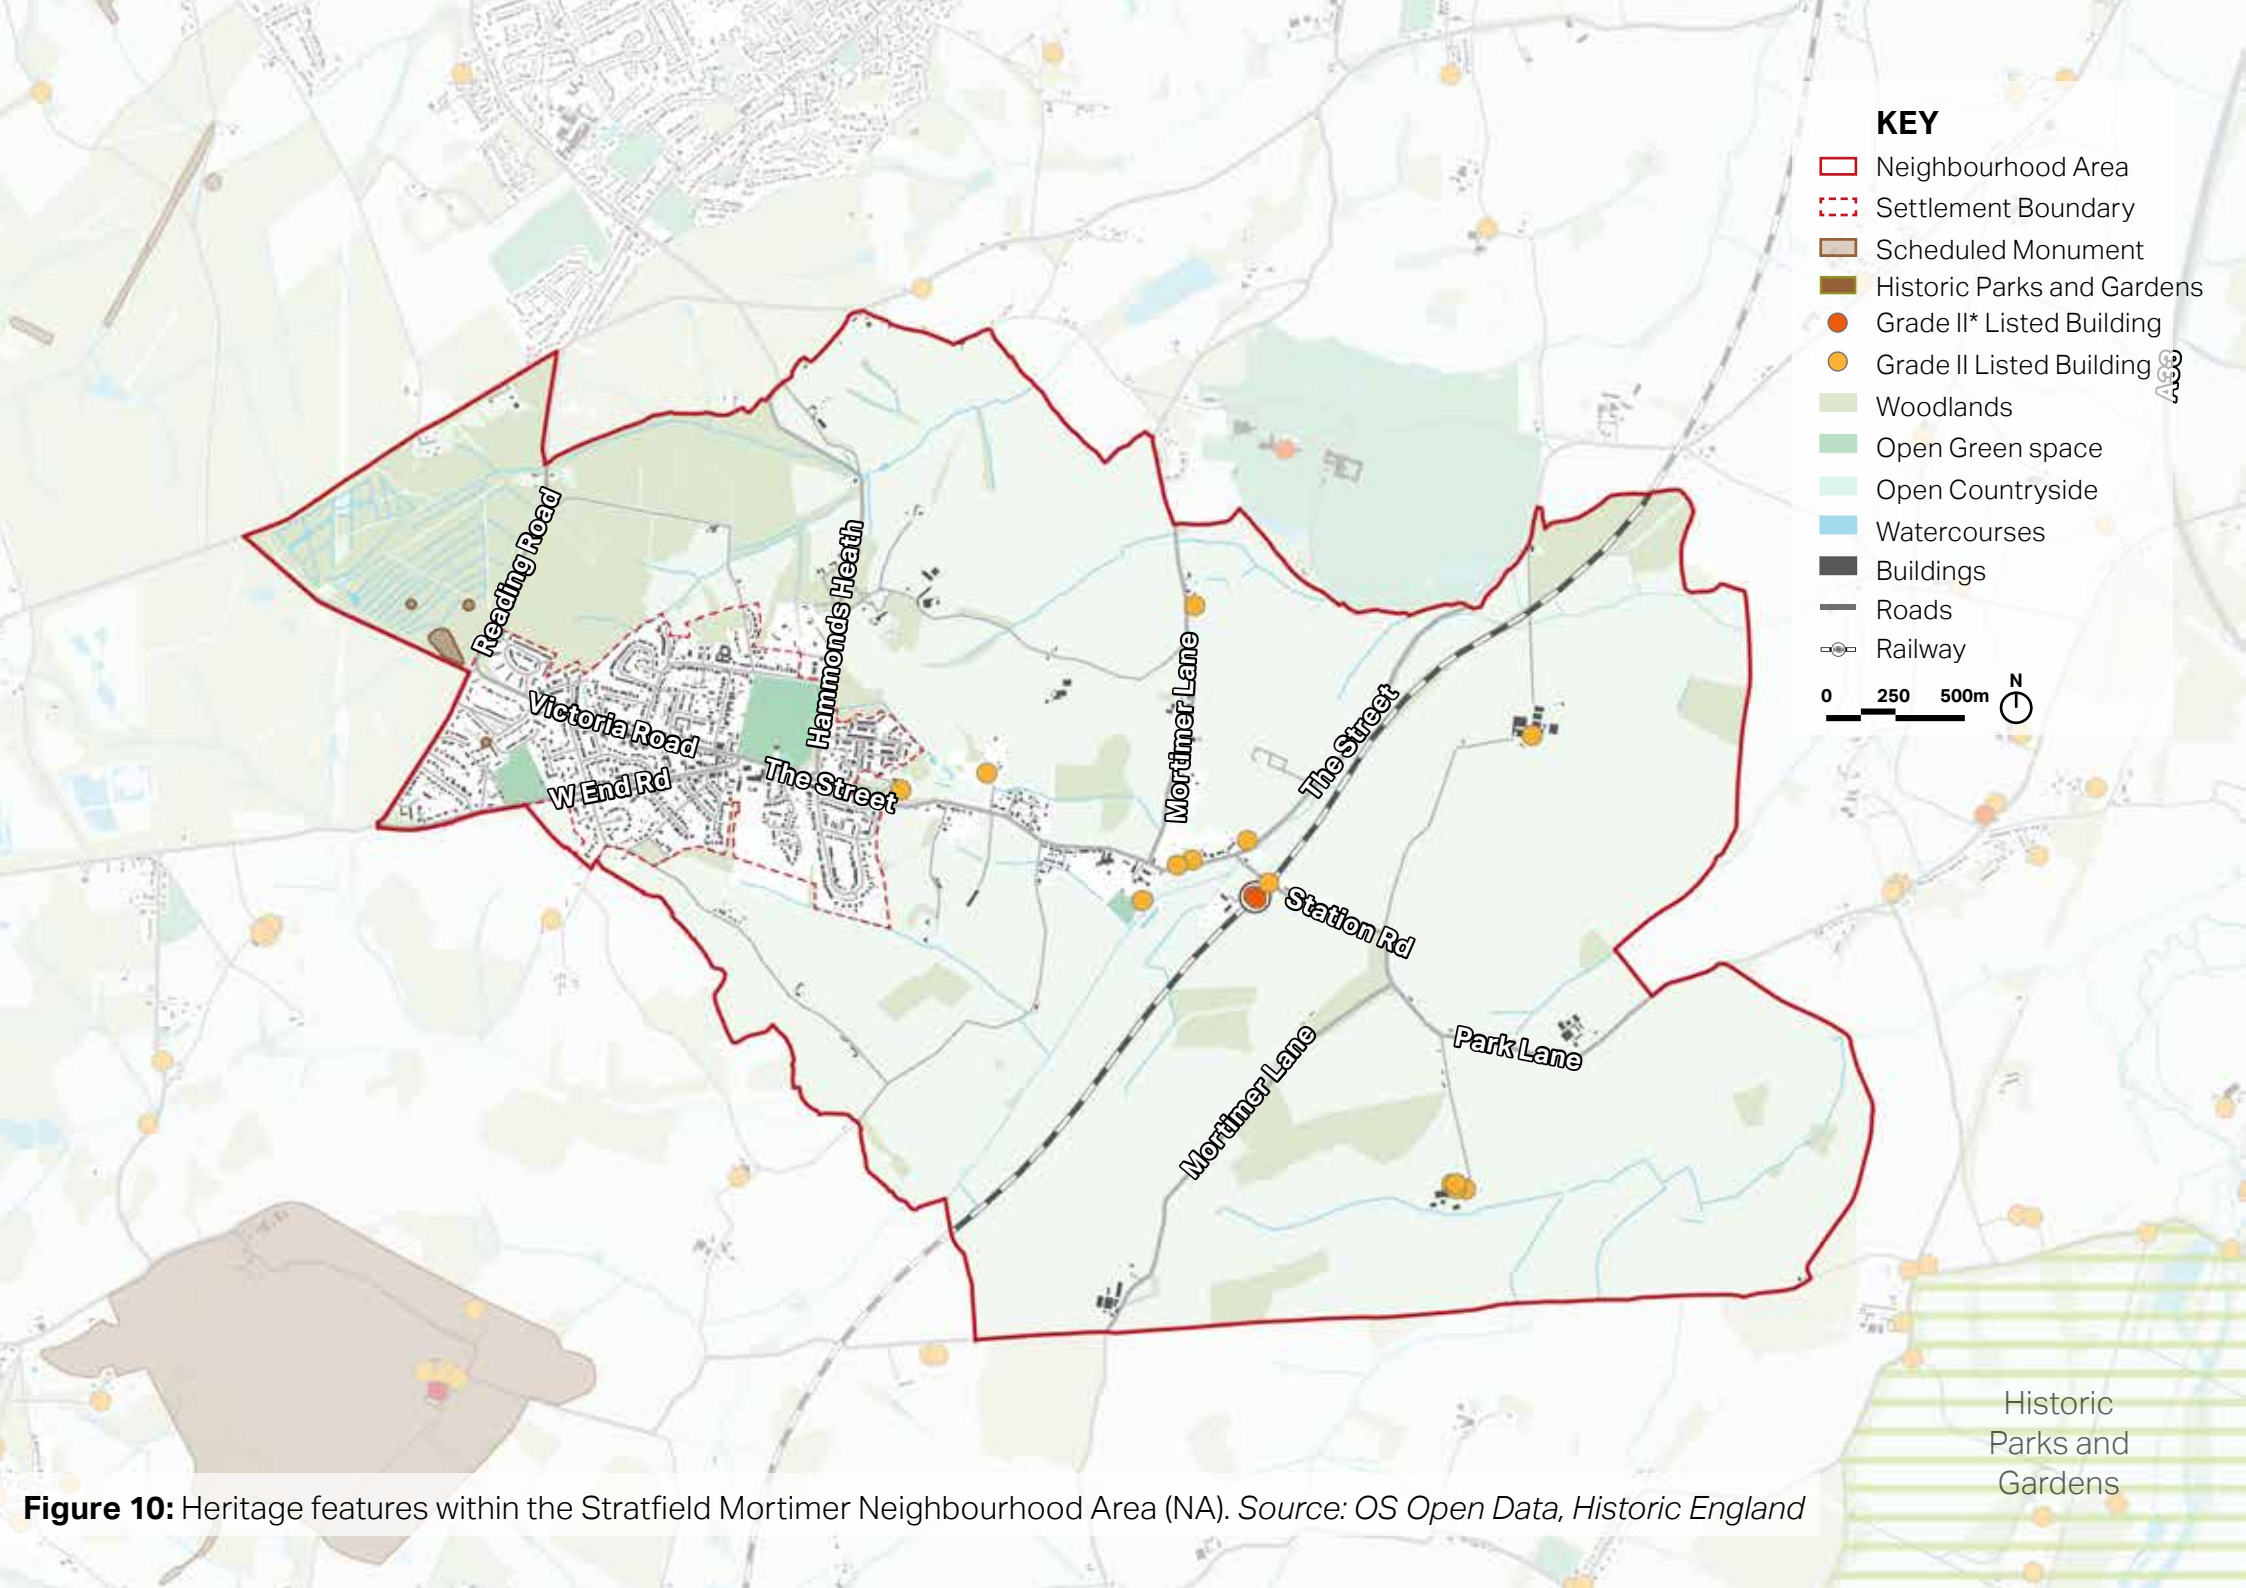 KEY
Neighbourhood Area
Settlement Boundary
Scheduled Monument
Historic Parks and Gardens
Grade II* Listed Building
Grade II Listed Building
A33
Woodlands
Open Green space
Open Countryside
Watercourses
Buildings
Roads
Railway
0 250 500m
N
Reading Road
Hammonds Heath
Mortimer Lane
The Street
Victoria Road
W End Rd
The Street
Station Rd
Park Lane
Mortimer Lane
Historic
Parks and
Gardens
Figure 10: Heritage features within the Stratfield Mortimer Neighbourhood Area (NA). Source: OS Open Data, Historic England